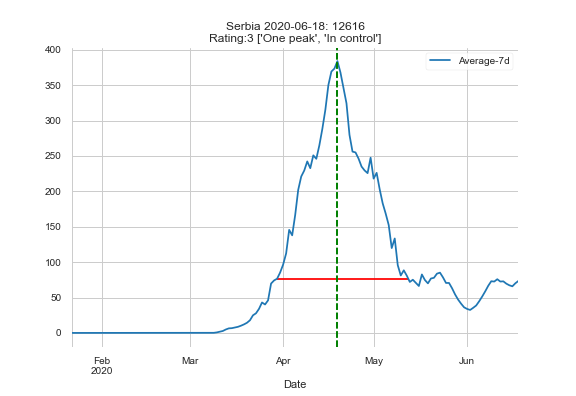 Serbia 2020-06-18: 12616
Rating:3 ['One peak', 'In control']
Average-7d
400
350
300
250
200
150
100
50
0
Feb
2020
Mar
Apr
May
Jun
Date